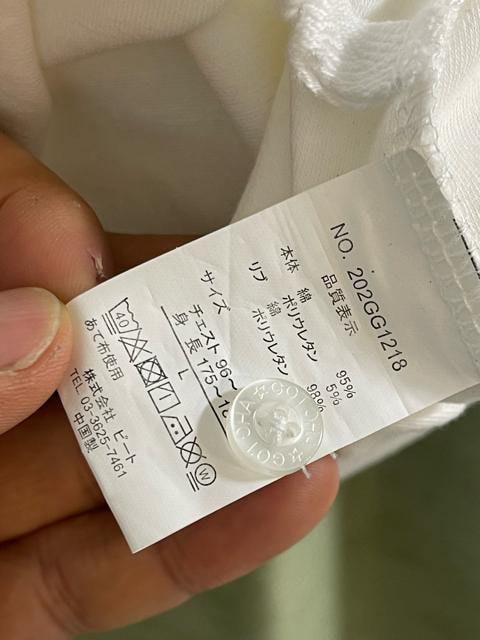 NO. 202GG1218
品質表示
本体 綿 95%
ポリウレタン 5%
リブ 綿 98%
ポリウレタン
サイズ L
チェスト 96～
身長 175～
40
W
あて布使用
株式会社 ビート
TEL 03-3625-7461
中国製
GOTCHA☆GOTCHA☆